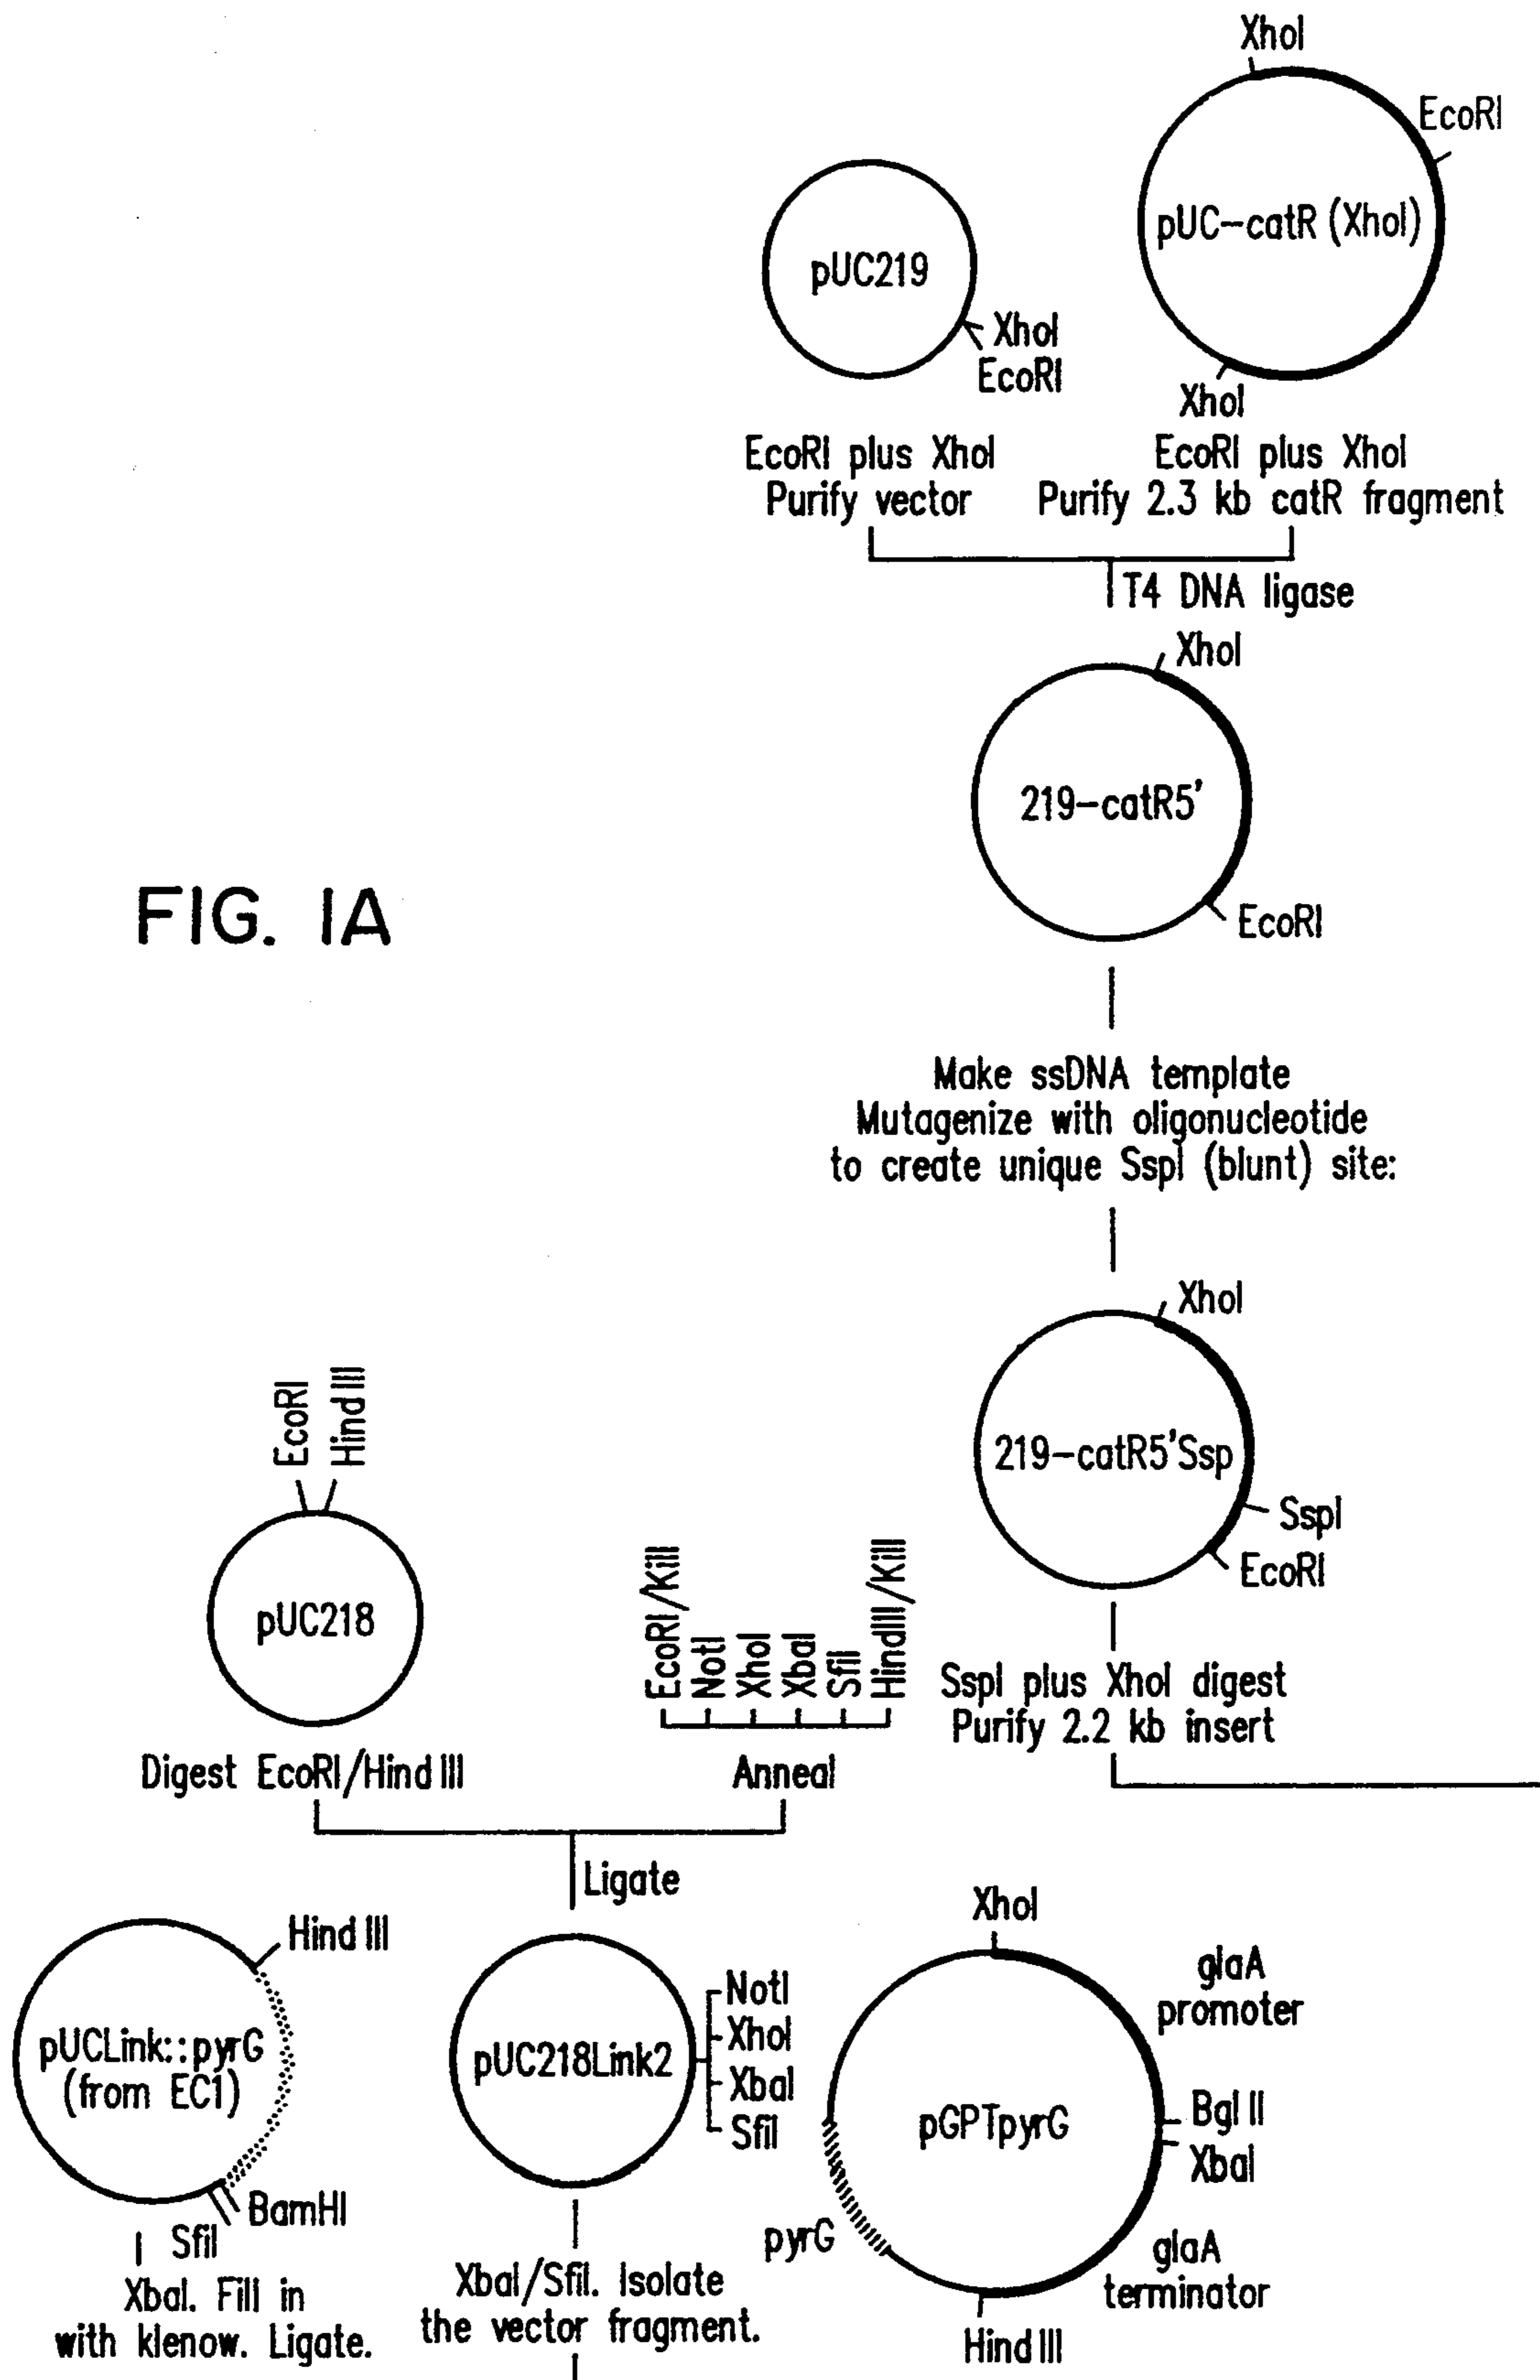 XhoI
EcoRI
pUC-catR (XhoI)
XhoI
pUC219
XhoI
EcoRI
EcoRI plus XhoI
Purify vector
EcoRI plus XhoI
Purify 2.3 kb catR fragment
T4 DNA ligase
XhoI
219-catR5'
EcoRI
FIG. 1A
Make ssDNA template
Mutagenize with oligonucleotide
to create unique SspI (blunt) site:
XhoI
219-catR5'Ssp
SspI
EcoRI
SspI plus XhoI digest
Purify 2.2 kb insert
EcoRI
Hind III
pUC218
Digest EcoRI/Hind III
EcoRI/Kill
NotI
XhoI
XbaI
SfiI
HindIII/Kill
Anneal
Ligate
Hind III
pUCLink::pyrG
(from EC1)
BamHI
SfiI
XbaI. Fill in
with klenow. Ligate.
pUC218Link2
NotI
XhoI
XbaI
SfiI
XbaI/SfiI. Isolate
the vector fragment.
XhoI
glaA
promoter
pGPTpyrG
Bgl II
XbaI
pyrG
glaA
terminator
Hind III